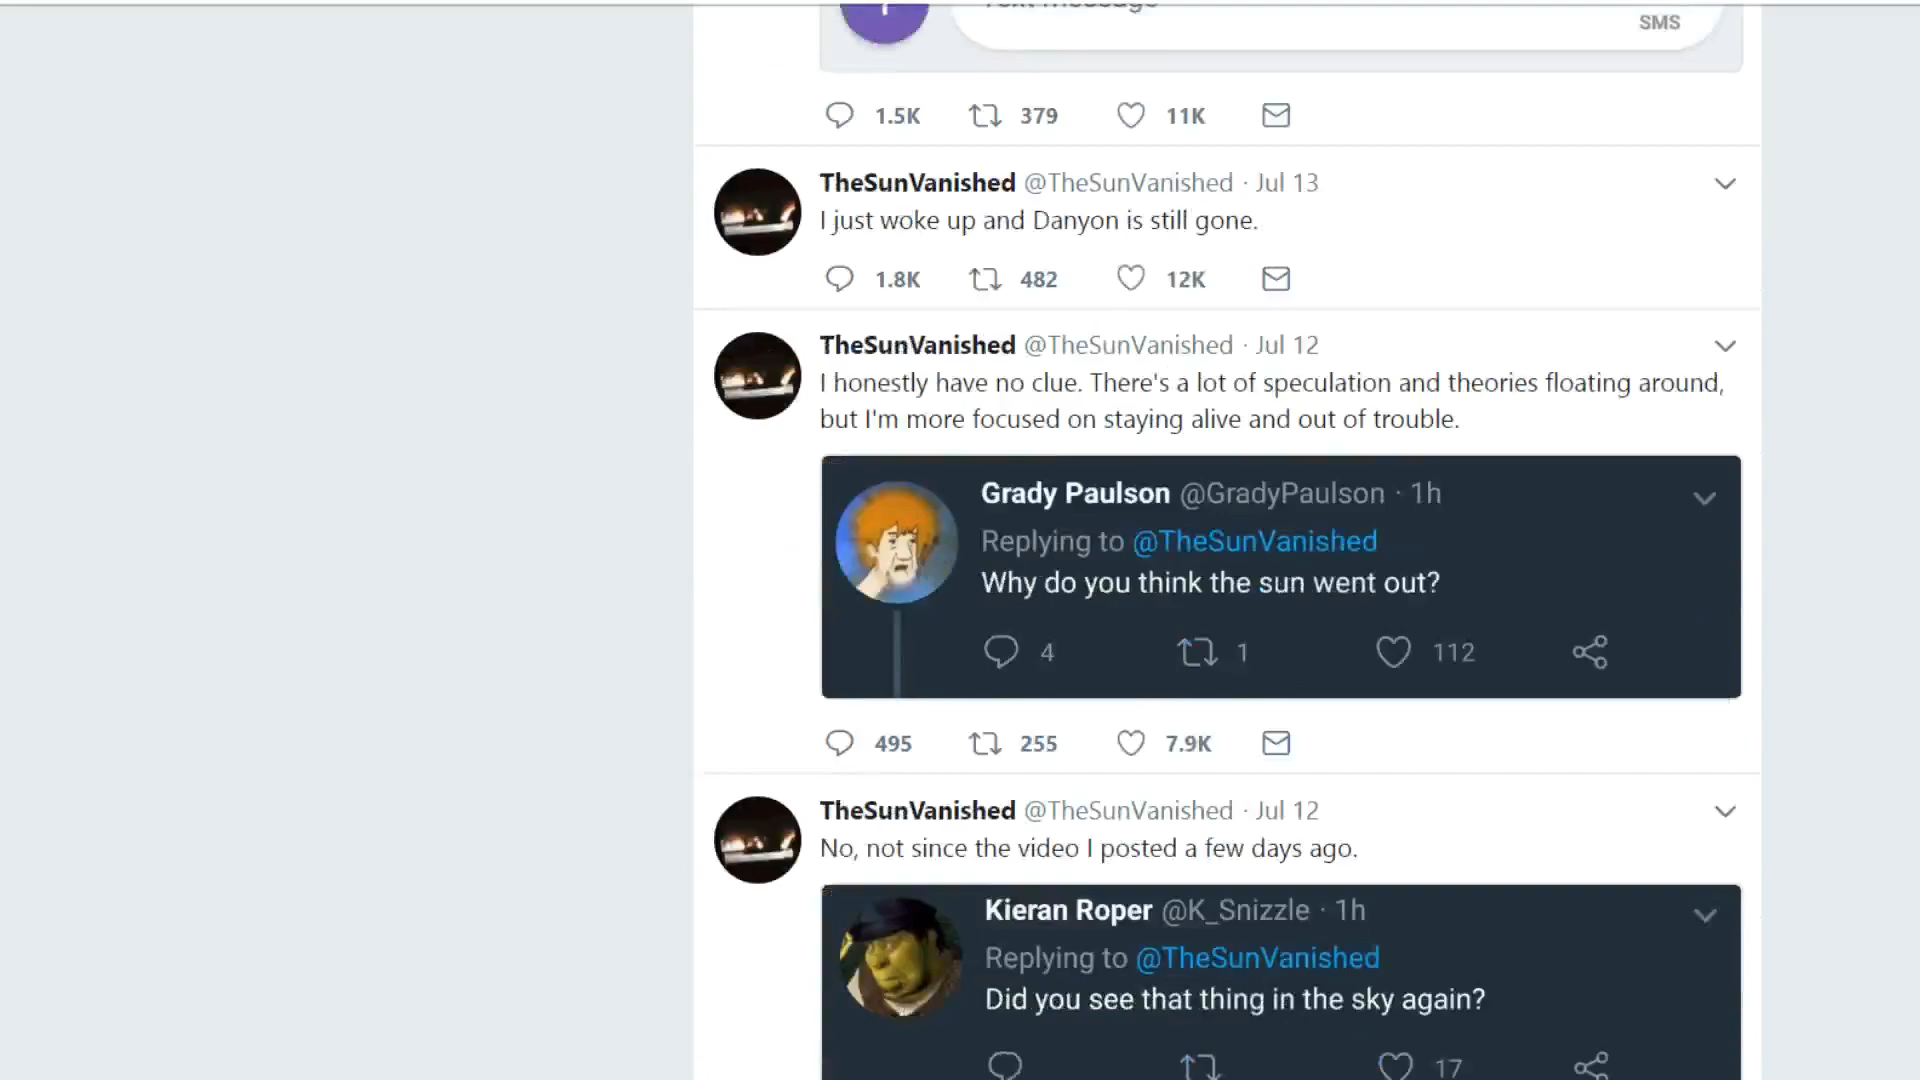 SMS
1.5K 379 11K
TheSunVanished @TheSunVanished · Jul 13
I just woke up and Danyon is still gone.
1.8K 482 12K
TheSunVanished @TheSunVanished · Jul 12
I honestly have no clue. There's a lot of speculation and theories floating around,
but I'm more focused on staying alive and out of trouble.
Grady Paulson @GradyPaulson · 1h
Replying to @TheSunVanished
Why do you think the sun went out?
4 1 112
495 255 7.9K
TheSunVanished @TheSunVanished · Jul 12
No, not since the video I posted a few days ago.
Kieran Roper @K_Snizzle · 1h
Replying to @TheSunVanished
Did you see that thing in the sky again?
17